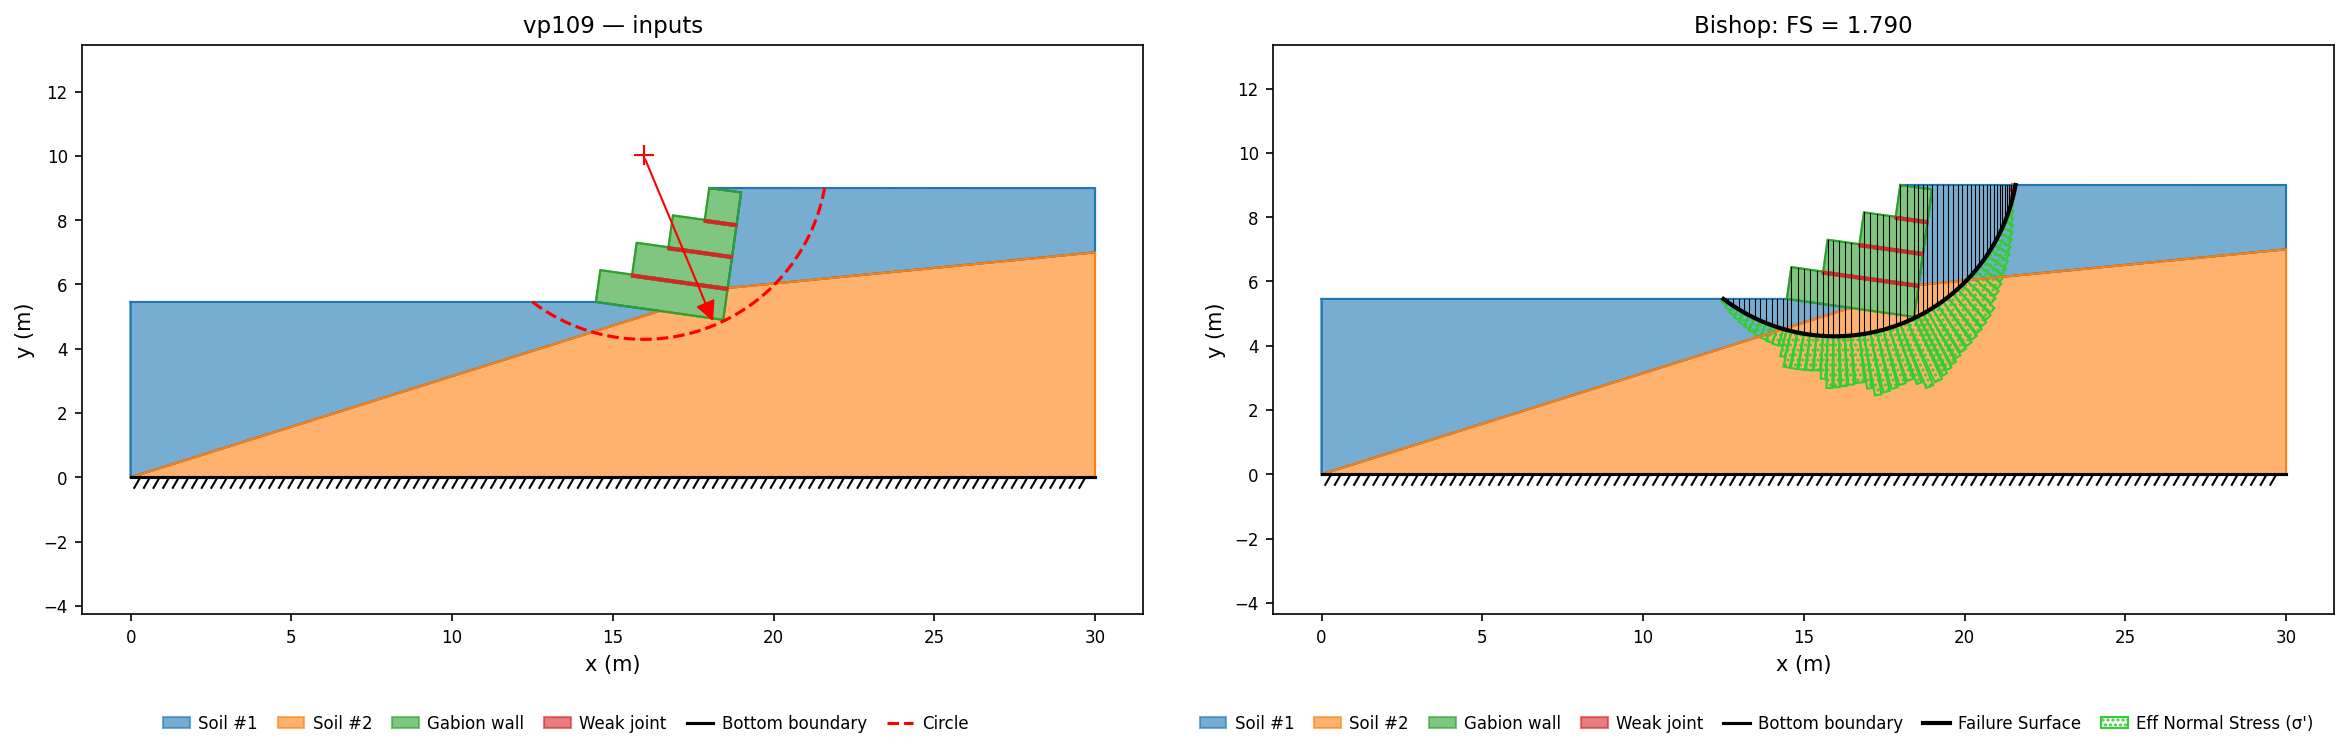 vp109 — inputs
12
10
8
6
4
2
0
−2
−4
y (m)
0
5
10
15
20
25
30
x (m)
Soil #1
Soil #2
Gabion wall
Weak joint
Bottom boundary
Circle
Bishop: FS = 1.790
12
10
8
6
4
2
0
−2
−4
y (m)
0
5
10
15
20
25
30
x (m)
Soil #1
Soil #2
Gabion wall
Weak joint
Bottom boundary
Failure Surface
Eff Normal Stress (σ')